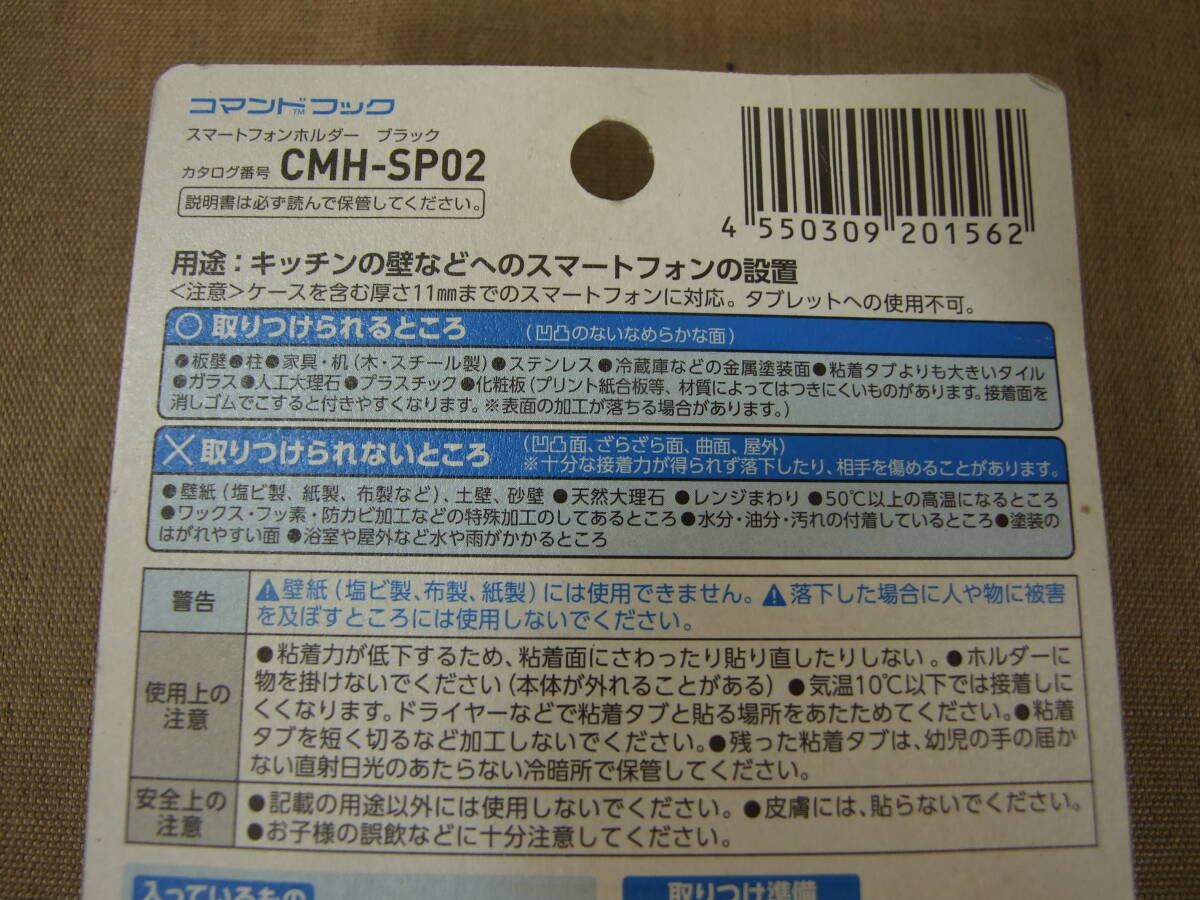 コマンド™フック
スマートフォンホルダー ブラック
カタログ番号 CMH-SP02
説明書は必ず読んで保管してください。
4 550309 201562
用途：キッチンの壁などへのスマートフォンの設置
＜注意＞ケースを含む厚さ11㎜までのスマートフォンに対応。タブレットへの使用不可。
○ 取りつけられるところ （凹凸のないなめらかな面）
●板壁●柱●家具・机（木・スチール製）●ステンレス●冷蔵庫などの金属塗装面●粘着タブよりも大きいタイル
●ガラス●人工大理石●プラスチック●化粧板（プリント紙合板等、材質によってはつきにくいものがあります。接着面を
消しゴムでこすると付きやすくなります。※表面の加工が落ちる場合があります。）
× 取りつけられないところ （凹凸面、ざらざら面、曲面、屋外）
※十分な接着力が得られず落下したり、相手を傷めることがあります。
●壁紙（塩ビ製、紙製、布製など）、土壁、砂壁 ●天然大理石 ●レンジまわり ●50℃以上の高温になるところ
●ワックス・フッ素・防カビ加工などの特殊加工のしてあるところ●水分・油分・汚れの付着しているところ●塗装の
はがれやすい面 ●浴室や屋外など水や雨がかかるところ
警告
⚠壁紙（塩ビ製、布製、紙製）には使用できません。⚠落下した場合に人や物に被害
を及ぼすところには使用しないでください。
使用上の
注意
●粘着力が低下するため、粘着面にさわったり貼り直したりしない。●ホルダーに
物を掛けないでください（本体が外れることがある）●気温10℃以下では接着しに
くくなります。ドライヤーなどで粘着タブと貼る場所をあたためてください。●粘着
タブを短く切るなど加工しないでください。●残った粘着タブは、幼児の手の届か
ない直射日光のあたらない冷暗所で保管してください。
安全上の
注意
●記載の用途以外には使用しないでください。●皮膚には、貼らないでください。
●お子様の誤飲などに十分注意してください。
入っているもの
取りつけ準備